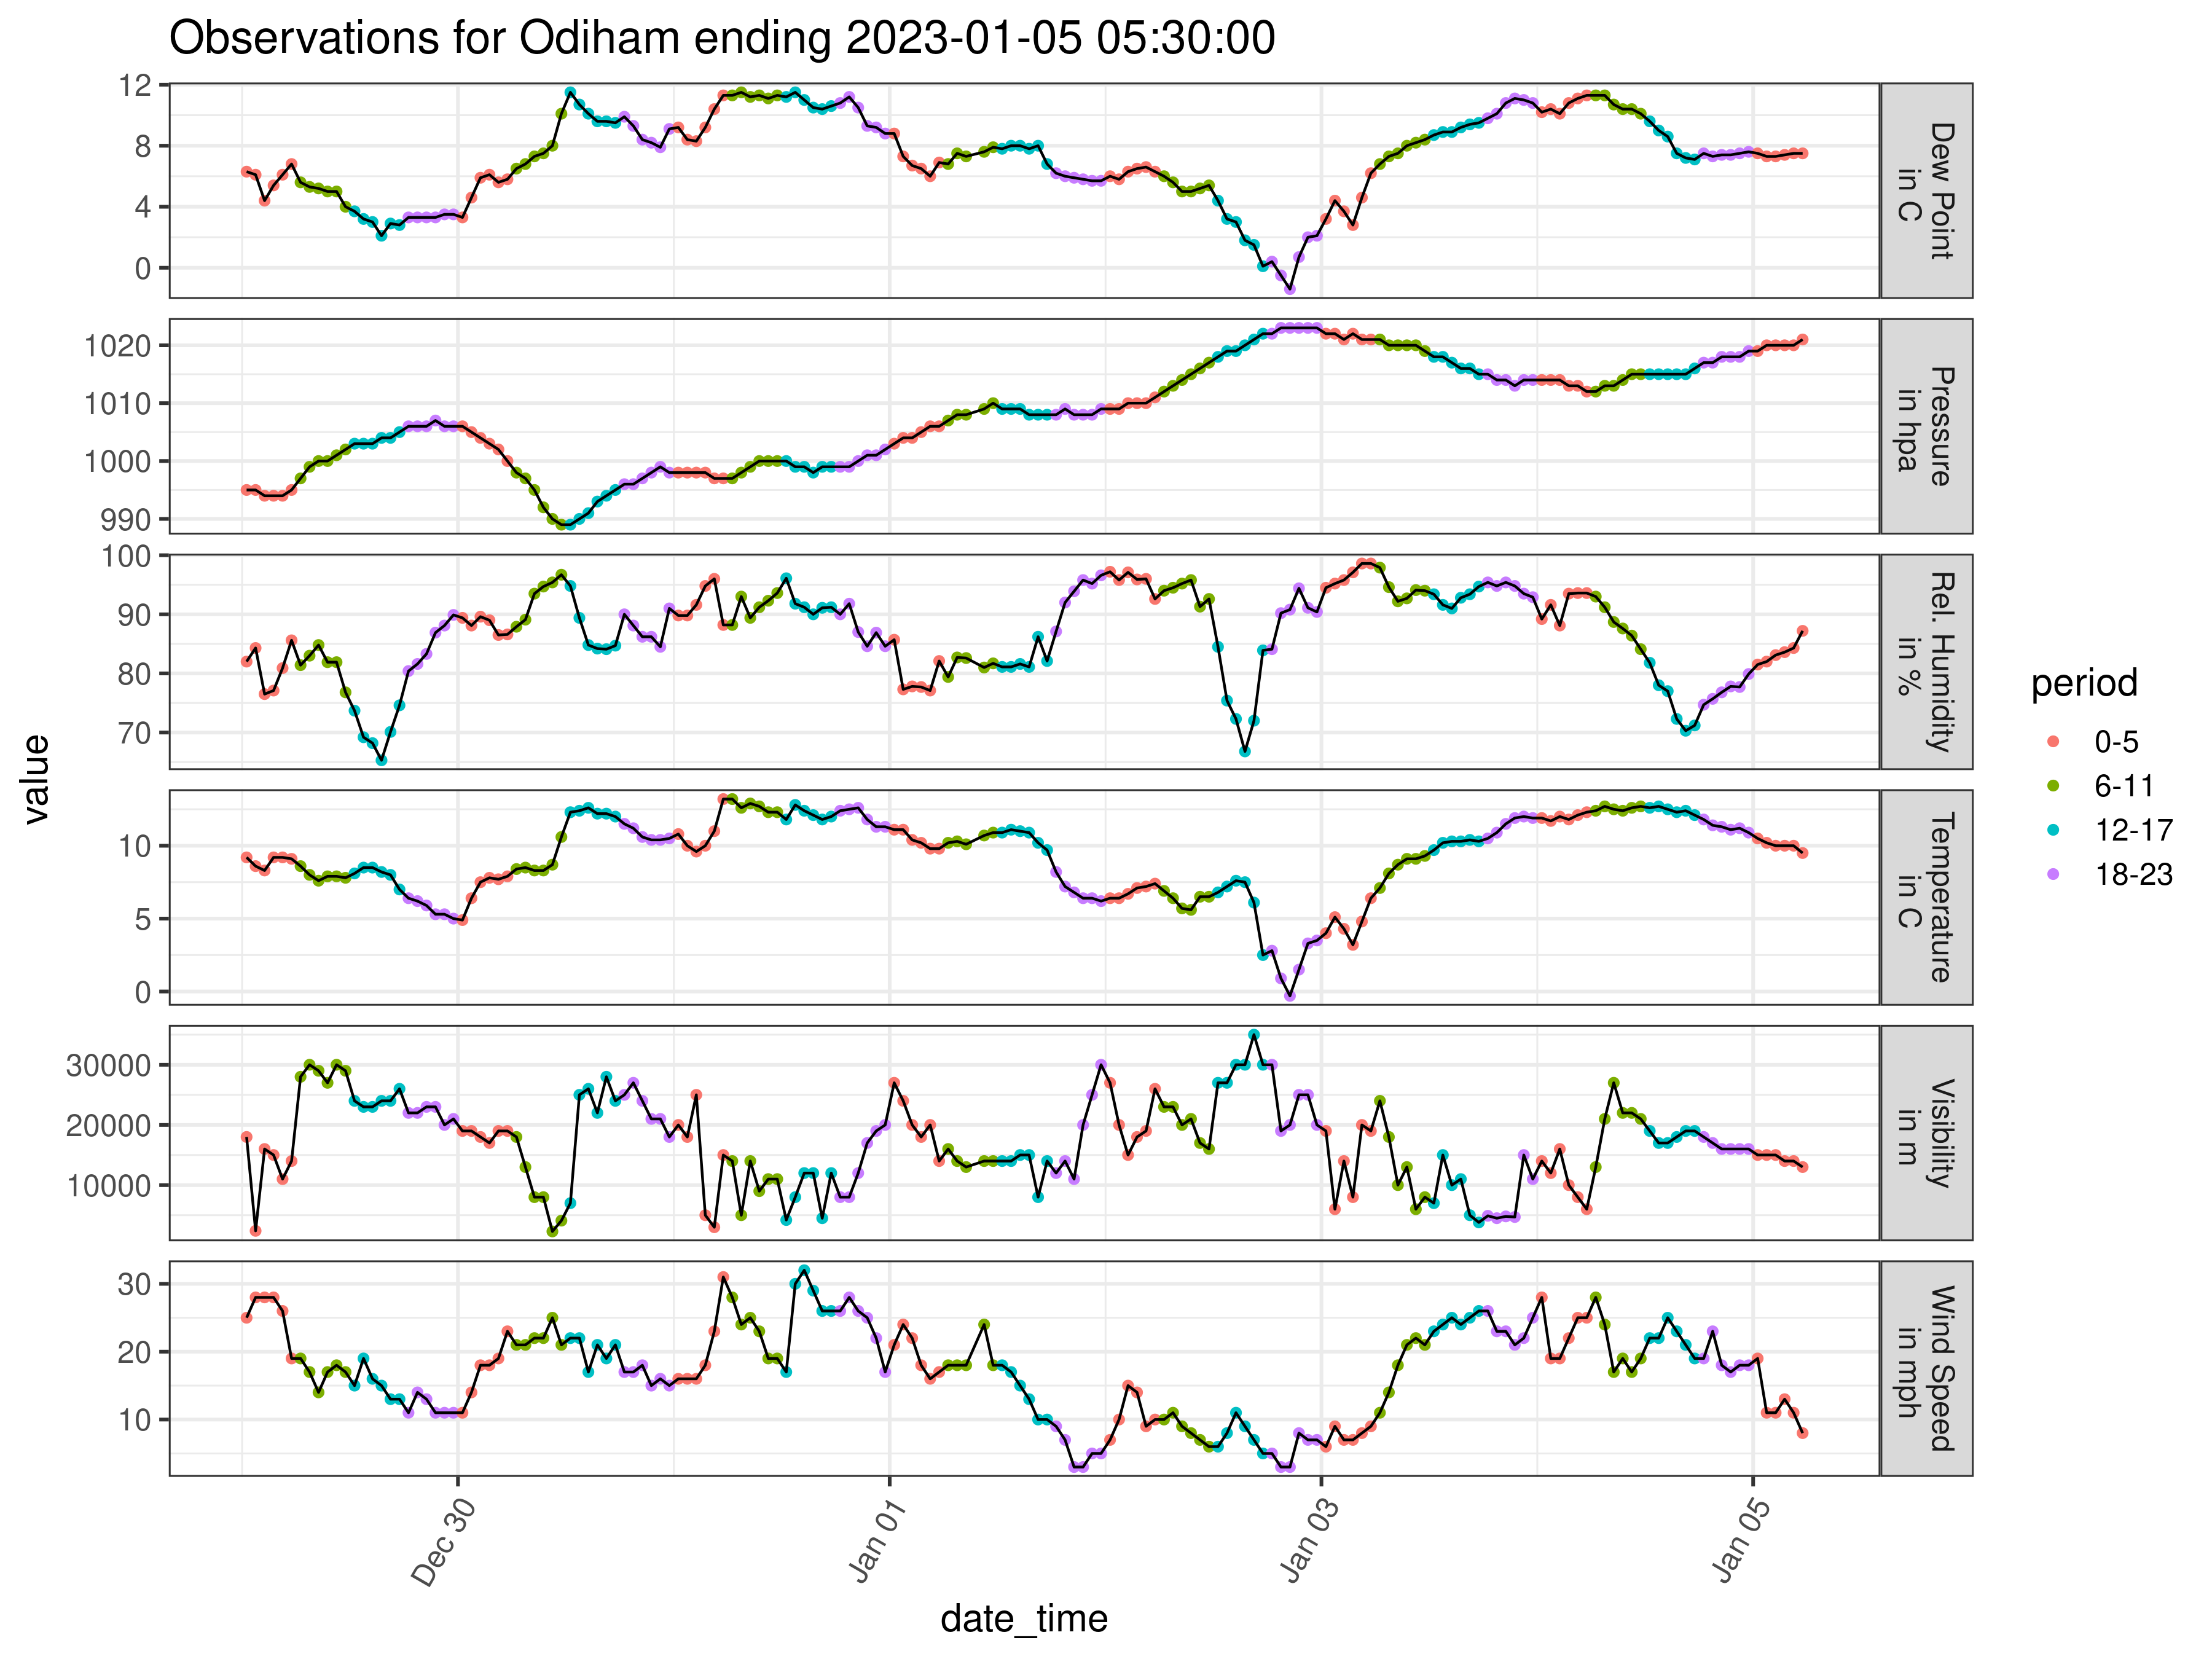 Observations for Odiham ending 2023-01-05 05:30:00
value
12
8
4
0
Dew Point
in C
1020
1010
1000
990
Pressure
in hpa
100
90
80
70
Rel. Humidity
in %
10
5
0
Temperature
in C
30000
20000
10000
Visibility
in m
30
20
10
Wind Speed
in mph
Dec 30
Jan 01
Jan 03
Jan 05
date_time
period
0-5
6-11
12-17
18-23